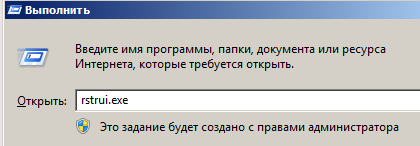 Выполнить
Введите имя программы, папки, документа или ресурса
Интернета, которые требуется открыть.
Открыть: rstrui.exe
Это задание будет создано с правами администратора